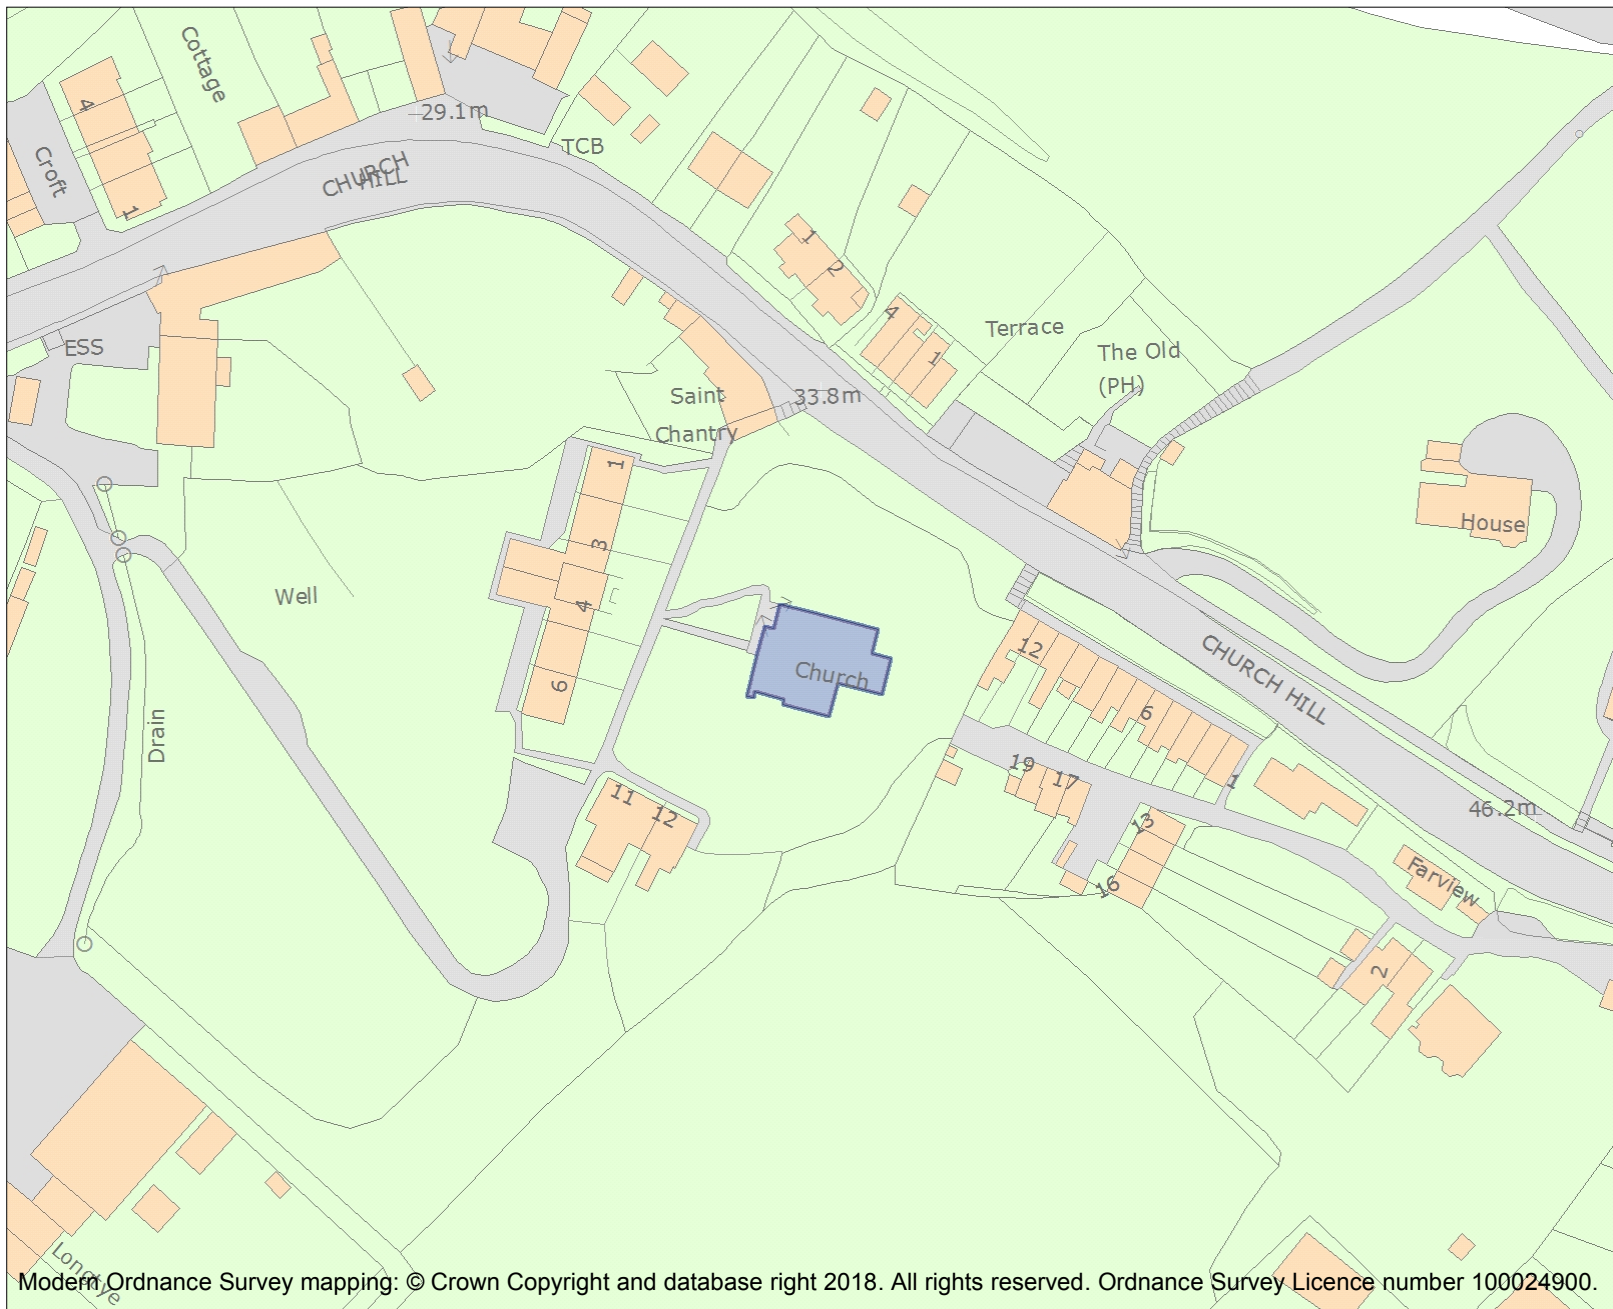 Cottage
4
29.1m
TCB
Croft
CHURCH
HILL
1
1
2
ESS
4
Terrace
1
The Old
(PH)
Saint
33.8m
Chantry
1
House
3
Well
4
12
CHURCH HILL
Church
6
6
Drain
19
17
1
11
12
46.2m
13
16
Farview
2
Longtye
Modern Ordnance Survey mapping: © Crown Copyright and database right 2018. All rights reserved. Ordnance Survey Licence number 100024900.